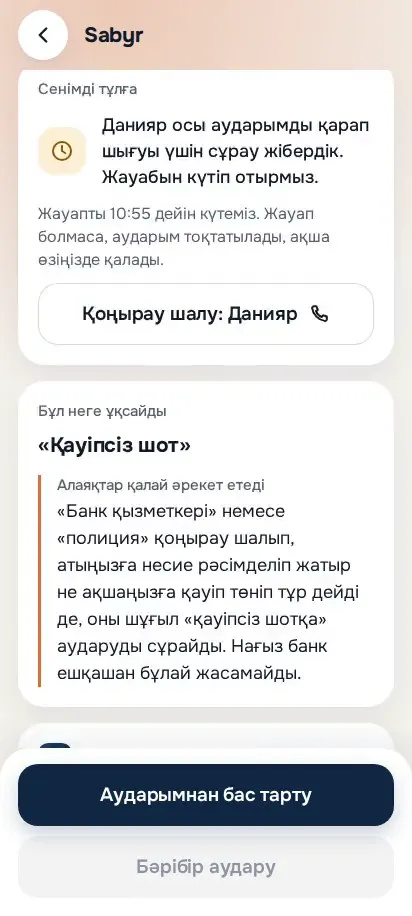 Sabyr
Сенімді тұлға
Данияр осы аударымды қарап
шығуы үшін сұрау жібердік.
Жауабын күтіп отырмыз.
Жауапты 10:55 дейін күтеміз. Жауап
болмаса, аударым тоқтатылады, ақша
өзіңізде қалады.
Қоңырау шалу: Данияр
Бұл неге ұқсайды
«Қауіпсіз шот»
Алаяқтар қалай әрекет етеді
«Банк қызметкері» немесе
«полиция» қоңырау шалып,
атыңызға несие рәсімделіп жатыр
не ақшаңызға қауіп төніп тұр дейді
де, оны шұғыл «қауіпсіз шотқа»
аударуды сұрайды. Нағыз банк
ешқашан бұлай жасамайды.
Аударымнан бас тарту
Бәрібір аудару